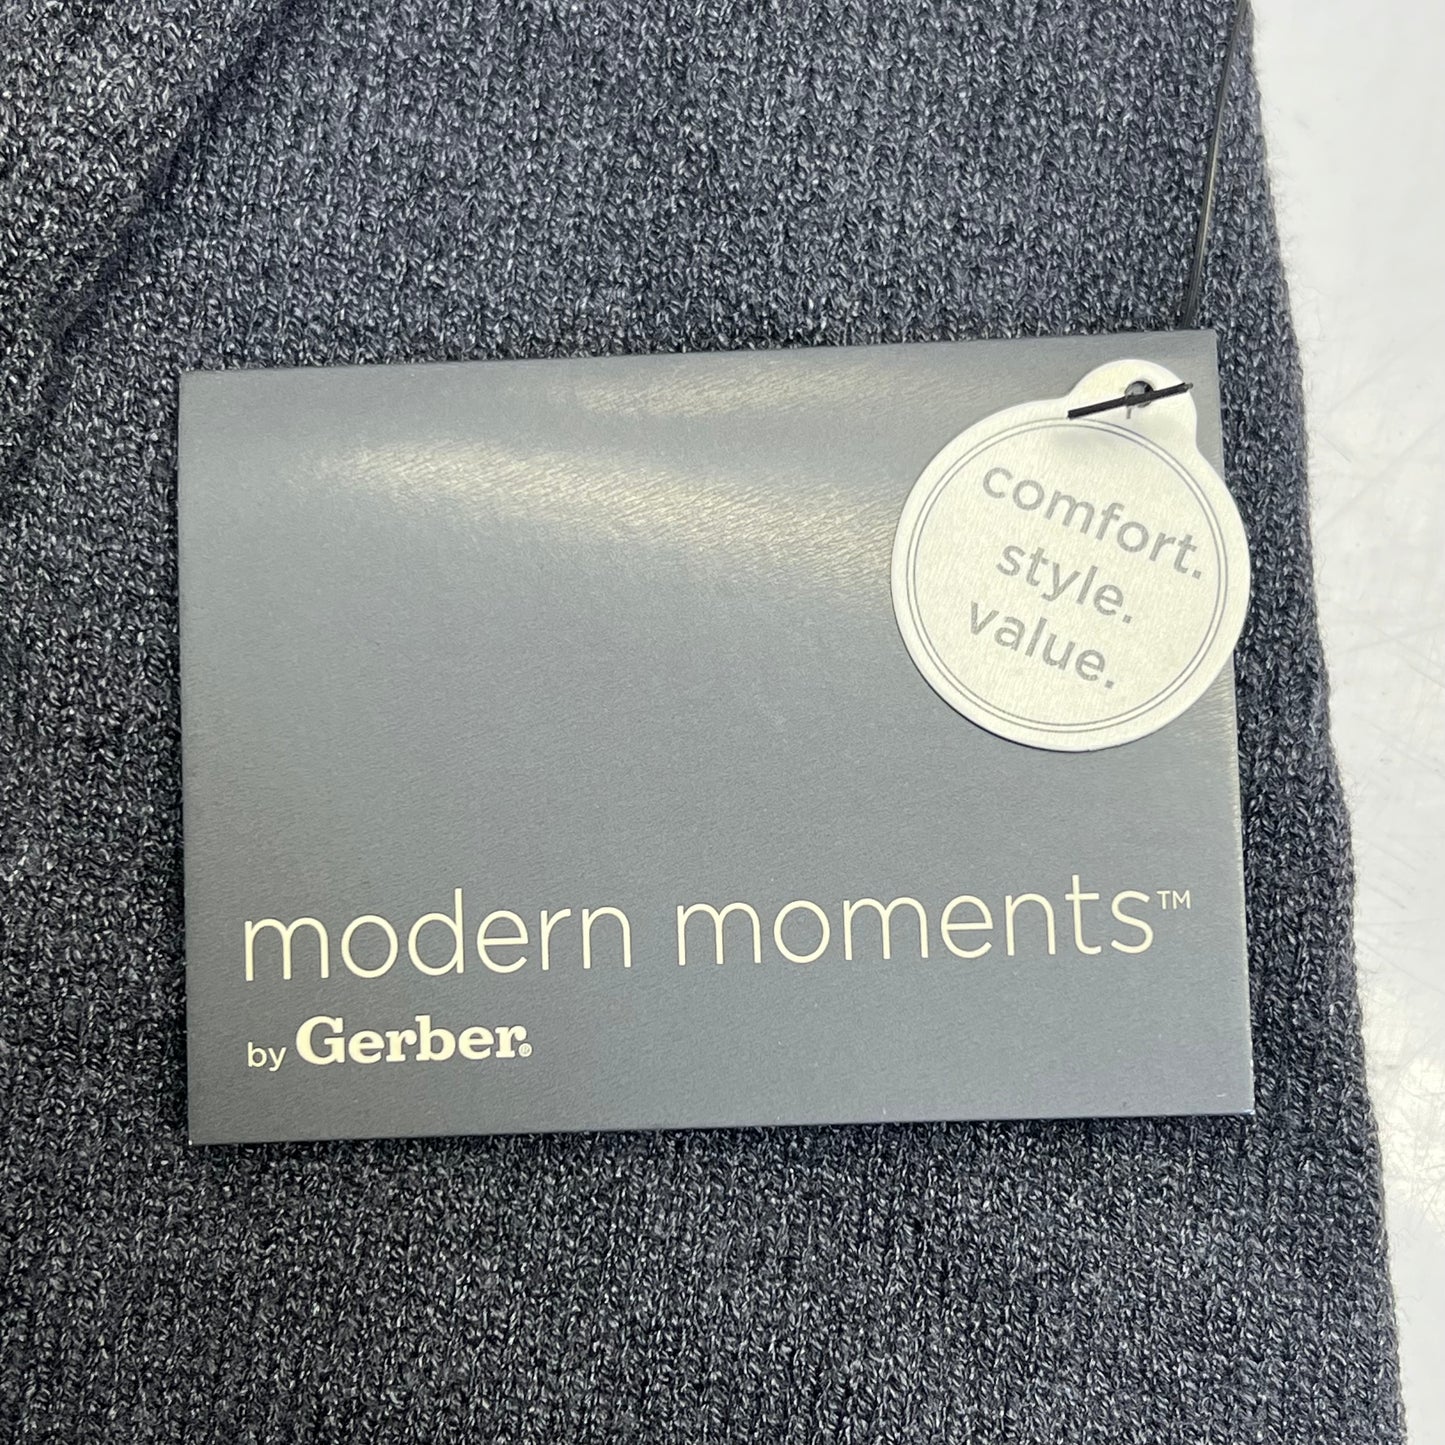 comfort.
style.
value.
modern moments™
by Gerber®